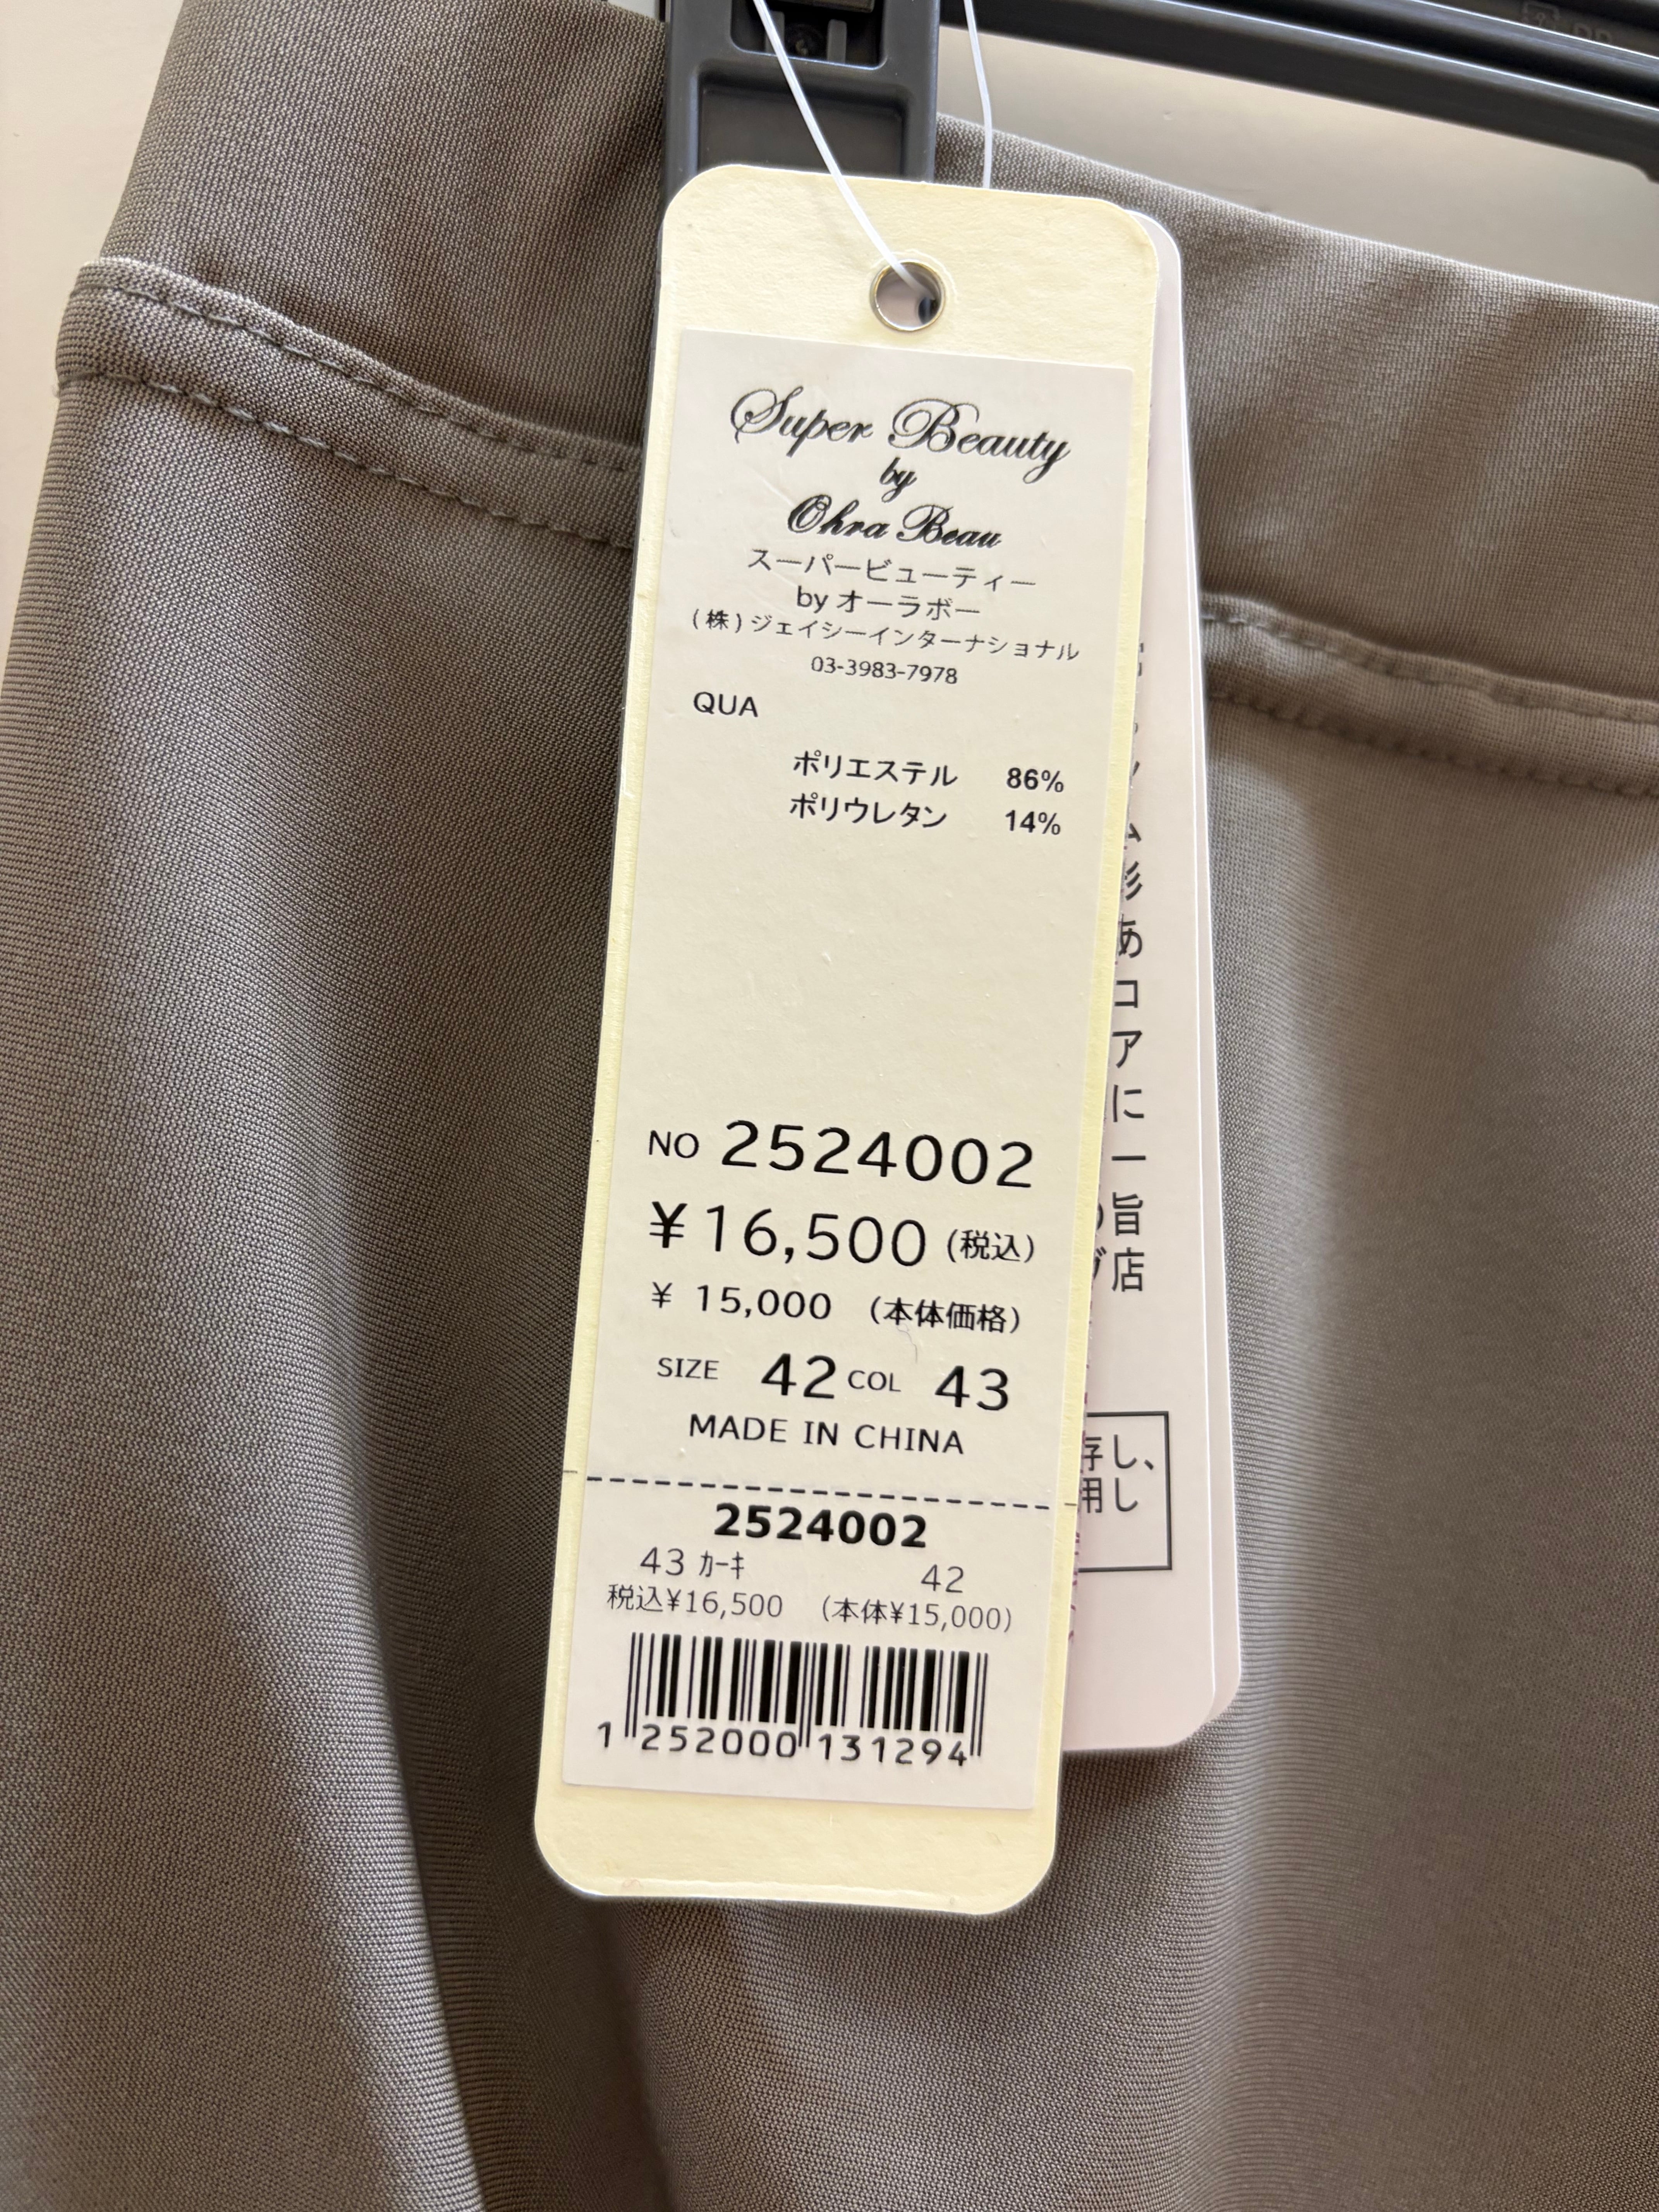 Super Beauty
by
Ohra Beau
スーパービューティー
by オーラボー
(株)ジェイシーインターナショナル
03-3983-7978
QUA
ポリエステル 86%
ポリウレタン 14%
NO 2524002
¥16,500 (税込)
¥ 15,000 (本体価格)
SIZE 42 COL 43
MADE IN CHINA
2524002
43 ｶｰｷ 42
税込¥16,500 (本体¥15,000)
1 252000 131294
ム
彡
あ
コ
ア
に
一
旨
店
存し、
用し